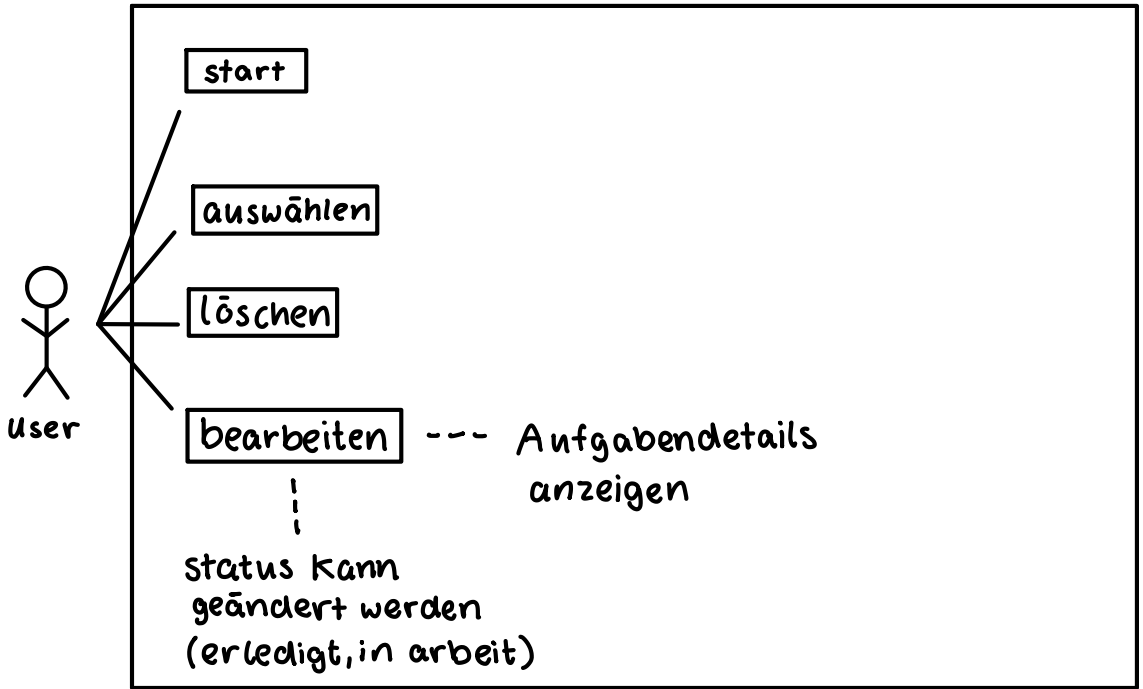 start
auswählen
löschen
user
bearbeiten --- Aufgabendetails
anzeigen
status kann
geändert werden
(erledigt, in arbeit)